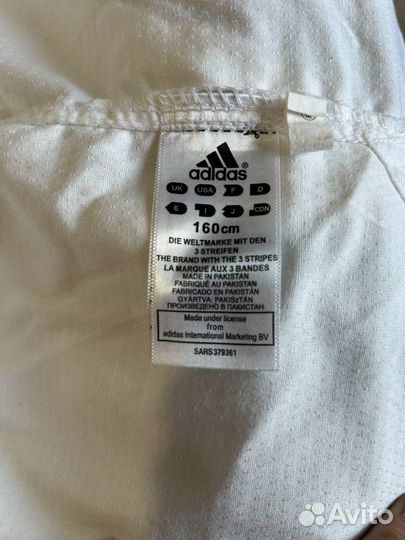 adidas®
UK USA F D
E I J CDN
160cm
DIE WELTMARKE MIT DEN
3 STREIFEN
THE BRAND WITH THE 3 STRIPES
LA MARQUE AUX 3 BANDES
MADE IN PAKISTAN
FABRIQUÉ AU PAKISTAN
FABRICADO EN PAKISTAN
GYÁRTVA: PAKISZTÁN
ПРОИЗВЕДЕНО В ПАКИСТАН
Made under license
from
adidas International Marketing BV
SARS379361
Avito